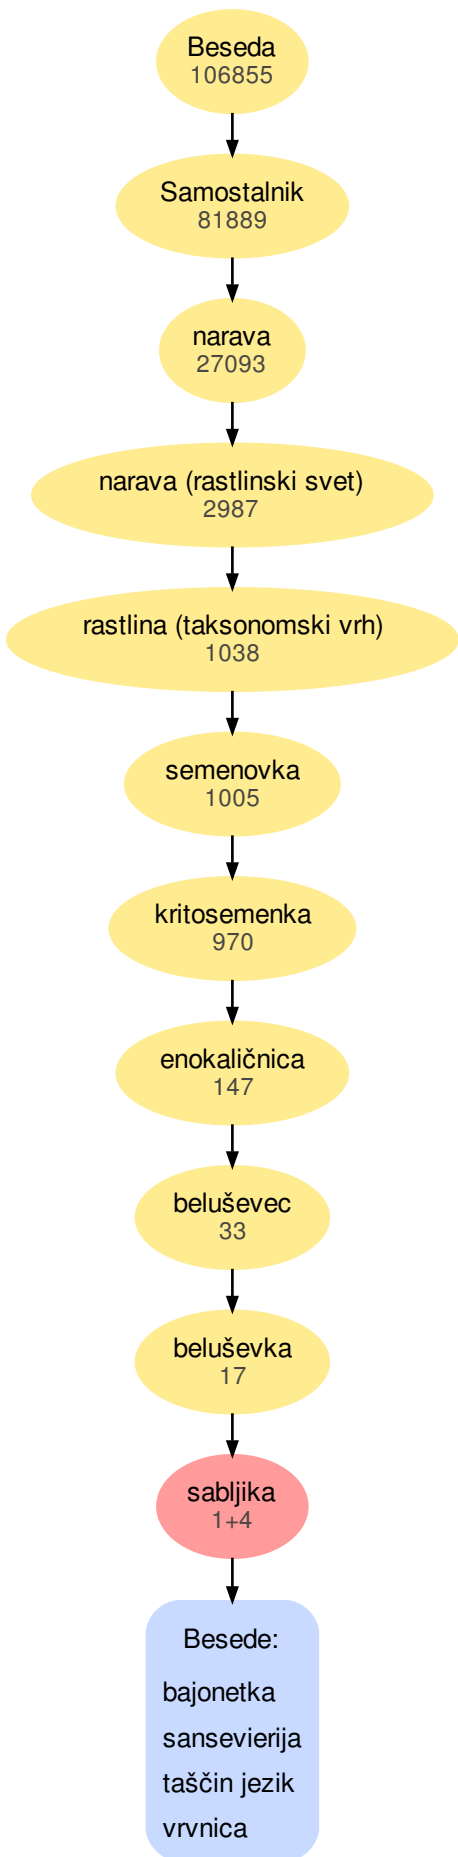 Beseda
106855
Samostalnik
81889
narava
27093
narava (rastlinski svet)
2987
rastlina (taksonomski vrh)
1038
semenovka
1005
kritosemenka
970
enokaličnica
147
beluševec
33
beluševka
17
sabljika
1+4
Besede:
bajonetka
sansevierija
taščin jezik
vrvnica